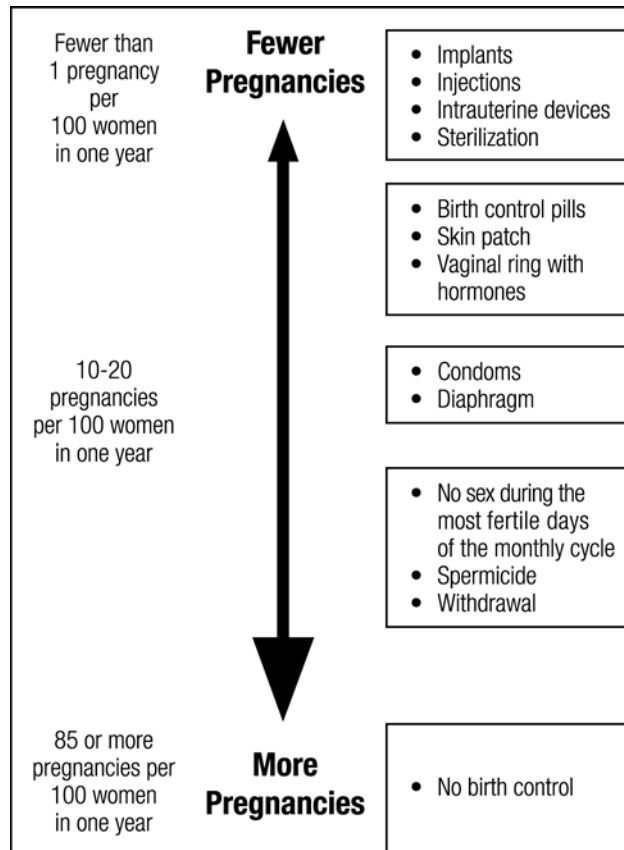 Fewer than
1 pregnancy
per
100 women
in one year
Fewer
Pregnancies
• Implants
• Injections
• Intrauterine devices
• Sterilization
• Birth control pills
• Skin patch
• Vaginal ring with
hormones
10-20
pregnancies
per 100 women
in one year
• Condoms
• Diaphragm
• No sex during the
most fertile days
of the monthly cycle
• Spermicide
• Withdrawal
85 or more
pregnancies per
100 women
in one year
More
Pregnancies
• No birth control